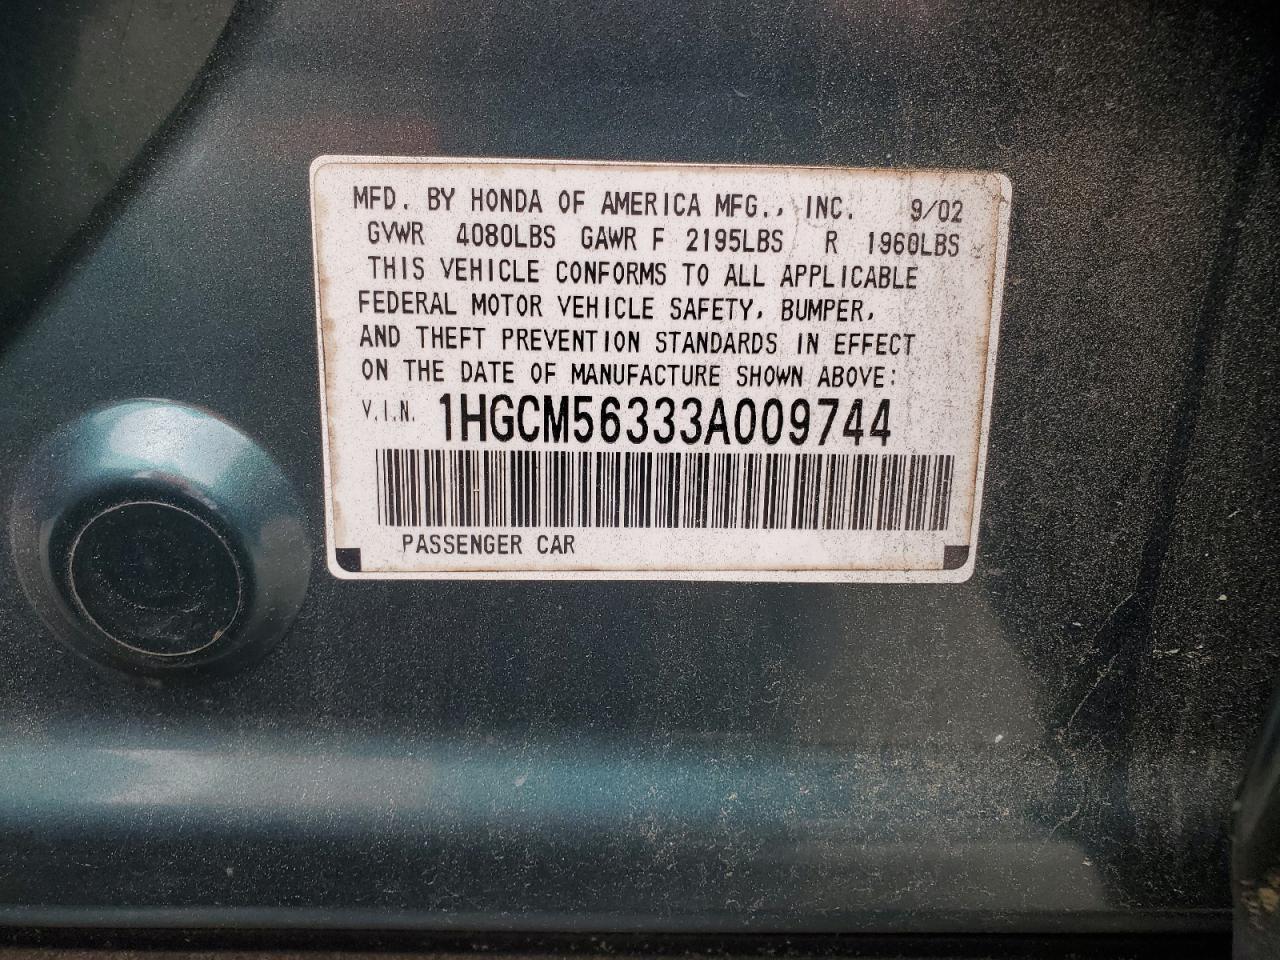 MFD. BY HONDA OF AMERICA MFG., INC. 9/02
GVWR 4080LBS GAWR F 2195LBS R 1960LBS
THIS VEHICLE CONFORMS TO ALL APPLICABLE
FEDERAL MOTOR VEHICLE SAFETY, BUMPER,
AND THEFT PREVENTION STANDARDS IN EFFECT
ON THE DATE OF MANUFACTURE SHOWN ABOVE:
V.I.N. 1HGCM56333A009744
PASSENGER CAR